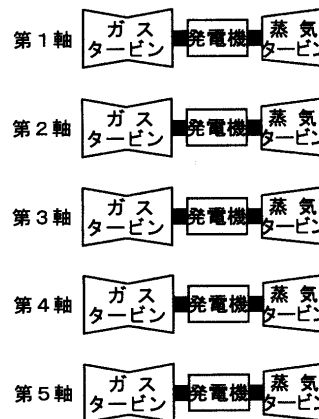 第１軸 ガス タービン 発電機 蒸気 タービン
第２軸 ガス タービン 発電機 蒸気 タービン
第３軸 ガス タービン 発電機 蒸気 タービン
第４軸 ガス タービン 発電機 蒸気 タービン
第５軸 ガス タービン 発電機 蒸気 タービン